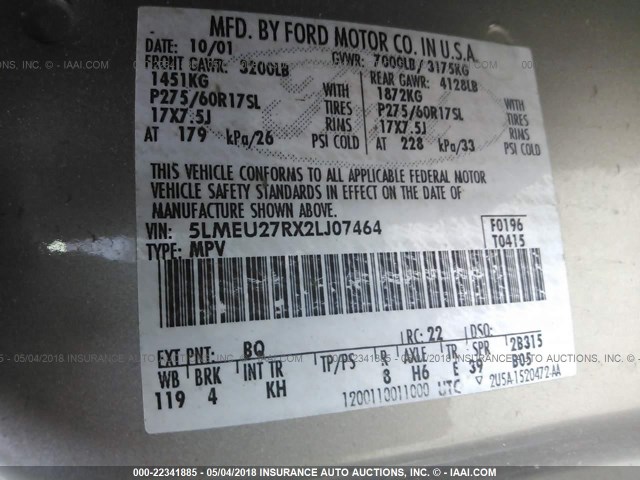 MFD. BY FORD MOTOR CO. IN U.S.A.
DATE: 10/01 GVWR: 7000LB/ 3175KG
FRONT GAWR: 3200LB REAR GAWR: 4128LB
1451KG 1872KG
P275/60R17SL WITH TIRES P275/60R17SL WITH TIRES
17X7.5J RIMS 17X7.5J RIMS
AT 179 kPa/26 PSI COLD AT 228 kPa/33 PSI COLD
THIS VEHICLE CONFORMS TO ALL APPLICABLE FEDERAL MOTOR
VEHICLE SAFETY STANDARDS IN EFFECT ON THE DATE OF
MANUFACTURE SHOWN ABOVE.
VIN: 5LMEU27RX2LJ07464 F0196
TYPE: MPV T0415
EXT PNT: BQ RC: 22 DSO:
WB BRK INT TR TP/PS R AXLE TR SPR 2B315
119 4 KH 8 H6 E 39 B05
1200110011000 UTC ▽ 2U5A-1520472-AA
000-22341885 - 05/04/2018 - INSURANCE AUTO AUCTIONS, INC. - © - IAAI.COM